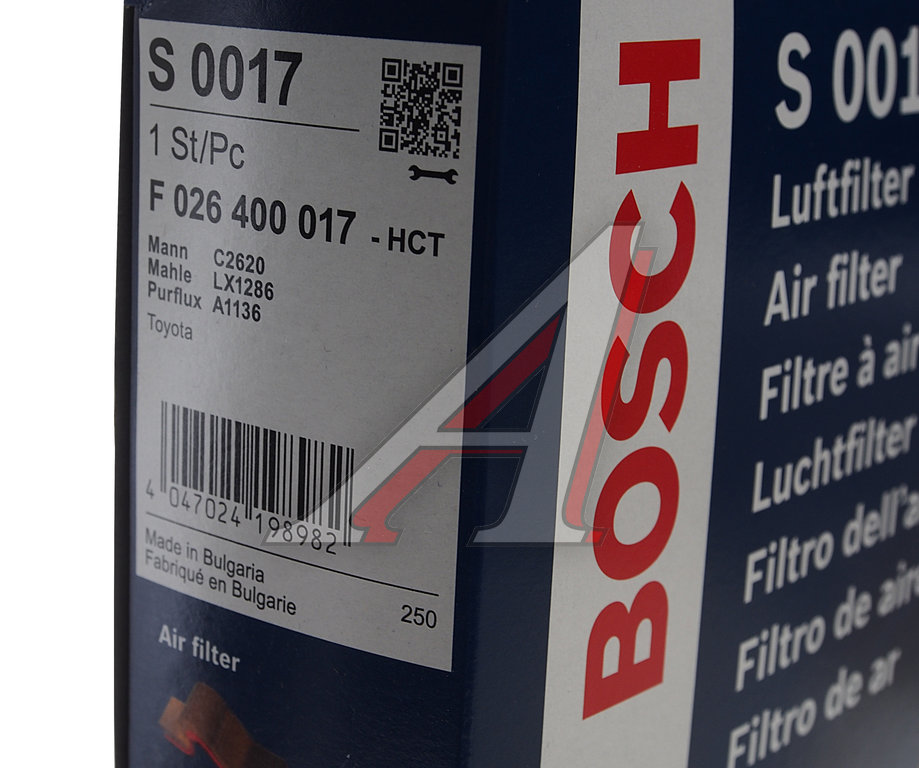 S 0017
1 St/Pc
F 026 400 017 - HCT
Mann C2620
Mahle LX1286
Purflux A1136
Toyota
4 047024 198982
Made in Bulgaria
Fabriqué en Bulgarie
250
Air filter
BOSCH
S 001
Luftfilter
Air filter
Filtre à air
Luchtfilter
Filtro dell'a
Filtro de aire
Filtro de ar